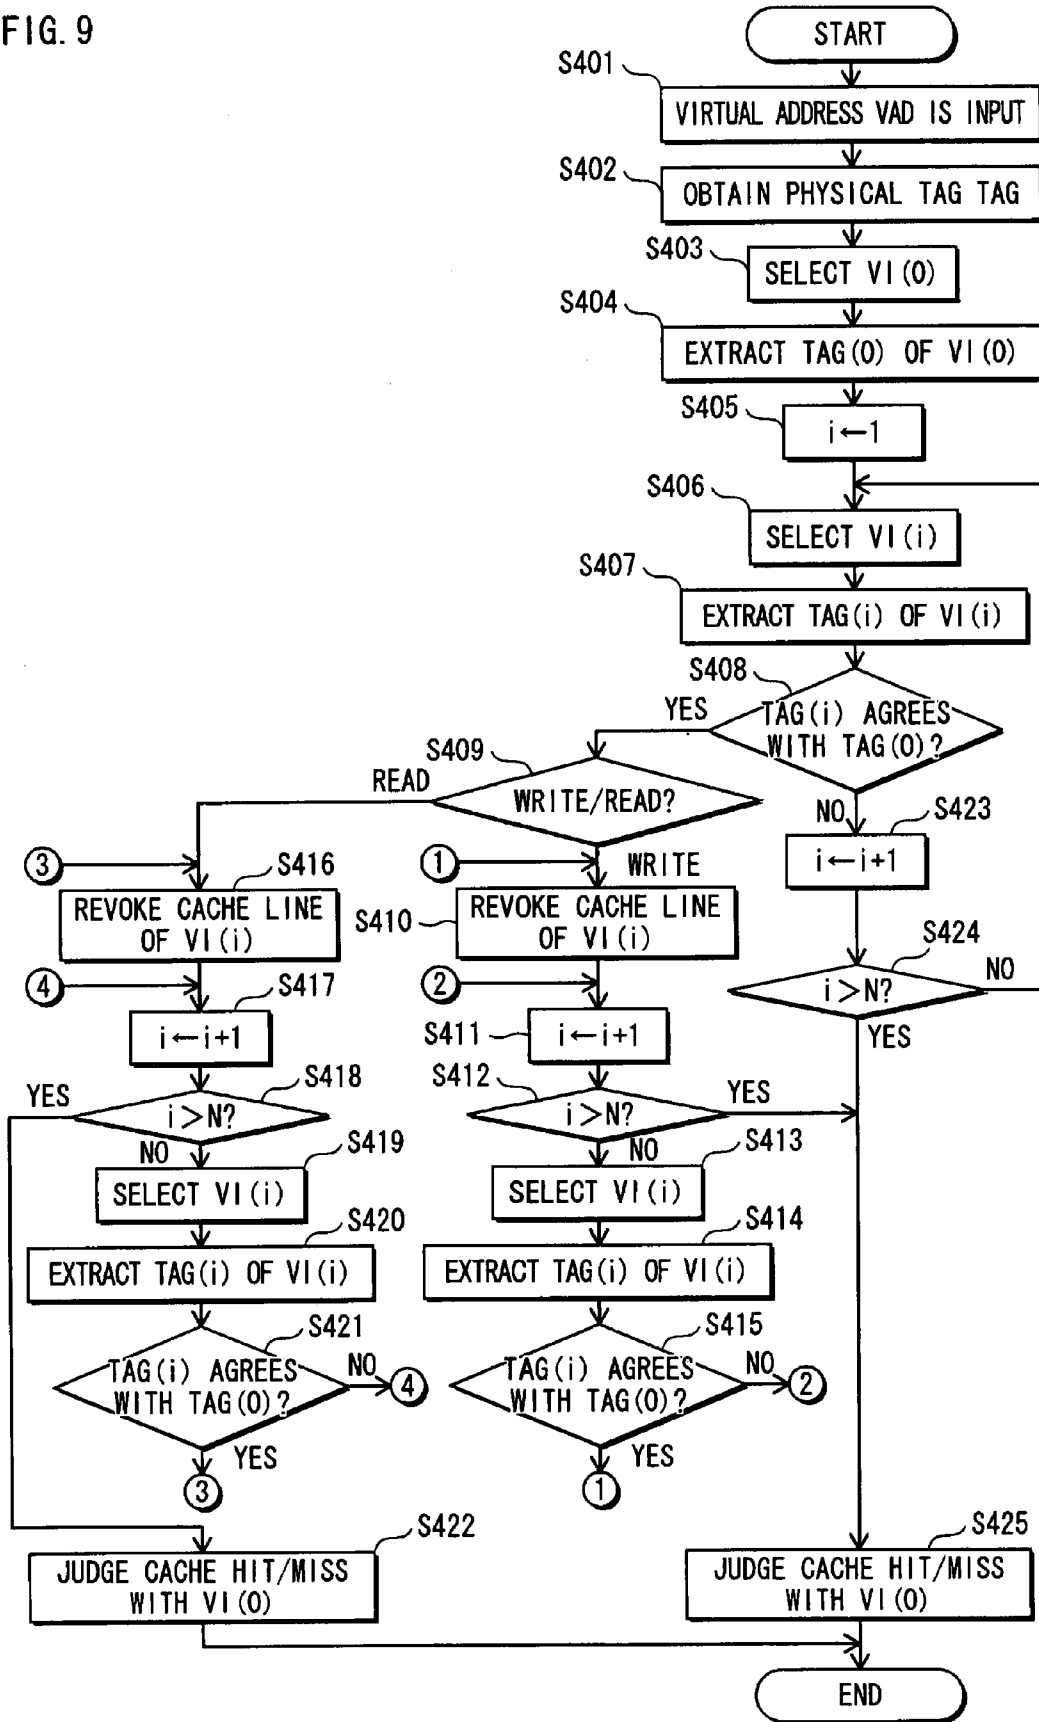 FIG. 9
START
S401
VIRTUAL ADDRESS VAD IS INPUT
S402
OBTAIN PHYSICAL TAG TAG
S403
SELECT VI(0)
S404
EXTRACT TAG(0) OF VI(0)
S405
i←1
S406
SELECT VI(i)
S407
EXTRACT TAG(i) OF VI(i)
S408
TAG(i) AGREES
WITH TAG(0)?
YES
NO
S409
WRITE/READ?
READ
WRITE
S423
i←i+1
S424
i>N?
NO
YES
3
S416
REVOKE CACHE LINE
OF VI(i)
4
S417
i←i+1
S418
i>N?
YES
NO
S419
SELECT VI(i)
S420
EXTRACT TAG(i) OF VI(i)
S421
TAG(i) AGREES
WITH TAG(0)?
NO
4
YES
3
S422
JUDGE CACHE HIT/MISS
WITH VI(0)
1
S410
REVOKE CACHE LINE
OF VI(i)
2
S411
i←i+1
S412
i>N?
YES
NO
S413
SELECT VI(i)
S414
EXTRACT TAG(i) OF VI(i)
S415
TAG(i) AGREES
WITH TAG(0)?
NO
2
YES
1
S425
JUDGE CACHE HIT/MISS
WITH VI(0)
END